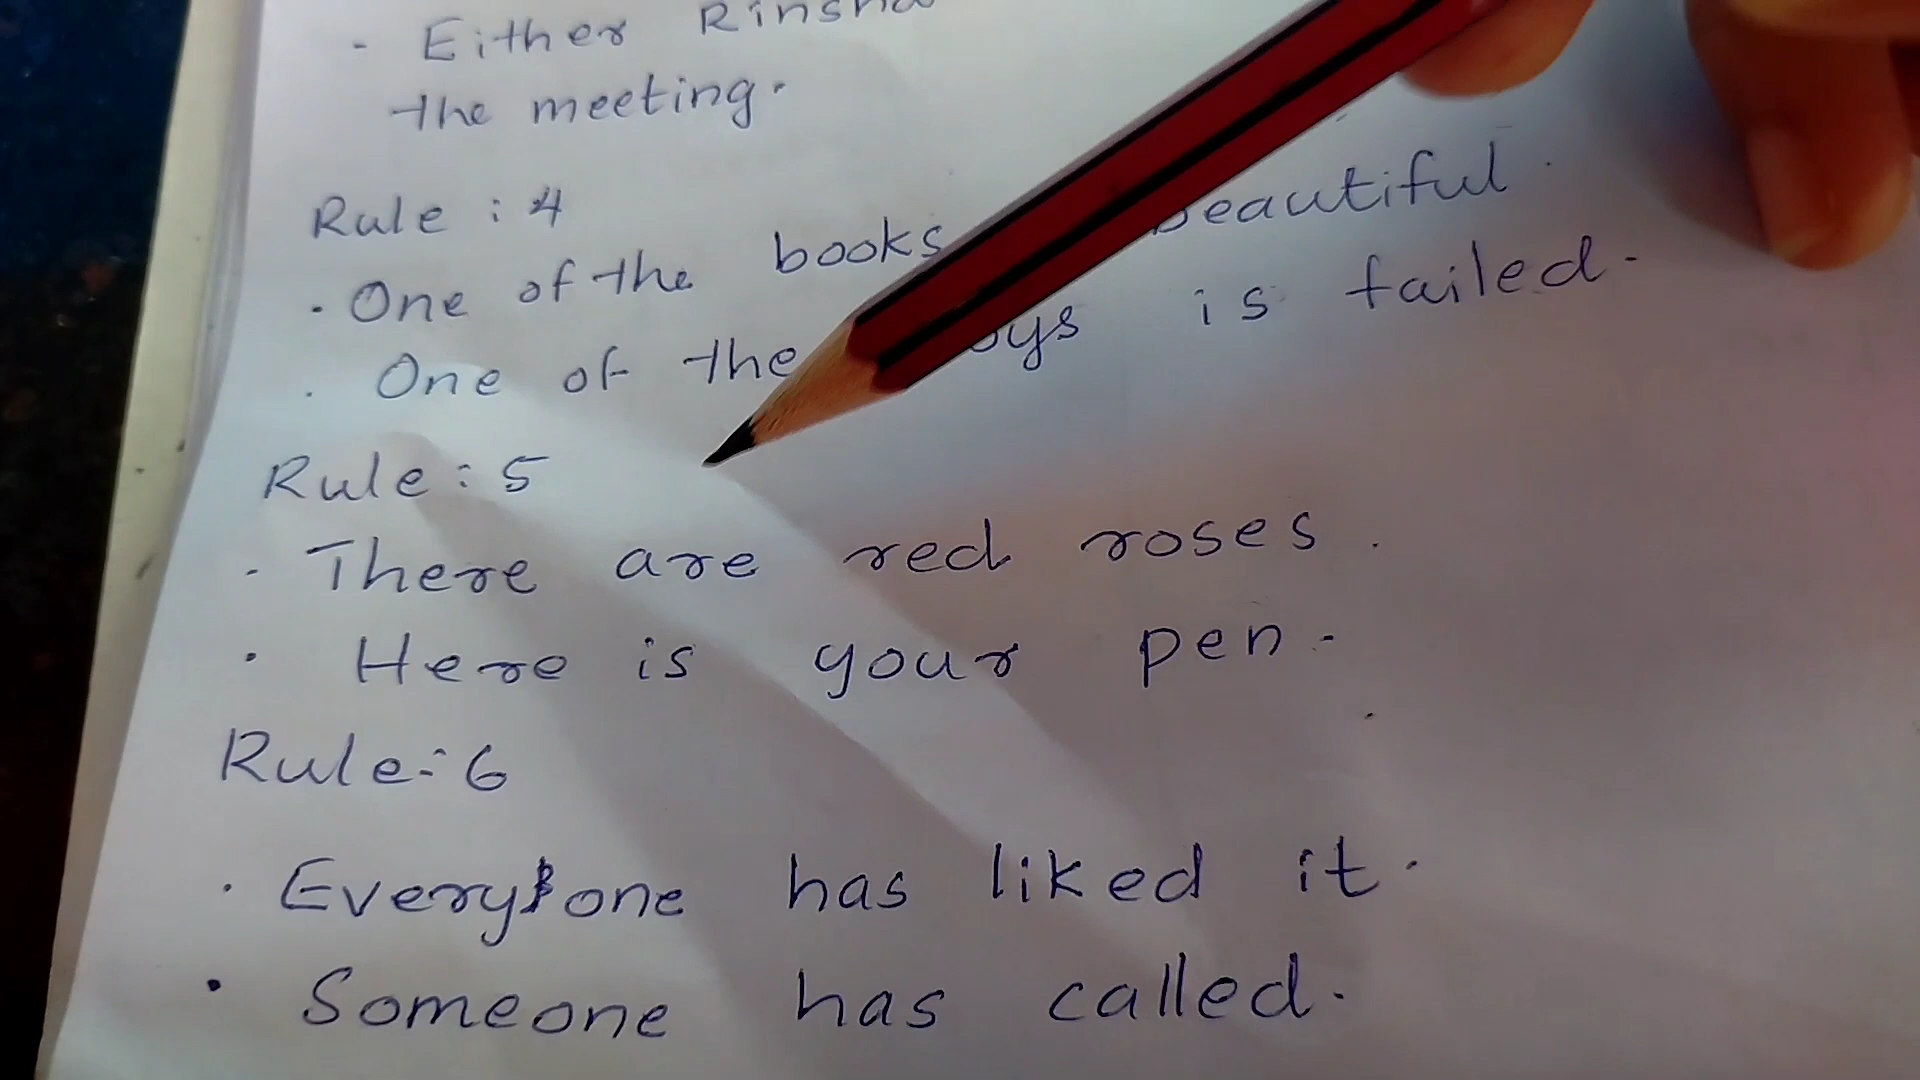 - Either Rinsha
the meeting.
Rule : 4
. One of the books beautiful.
. One of the is failed.
Rule : 5
- There are red roses.
. Here is your pen.
Rule:- 6
. Everyone has liked it.
. Someone has called.